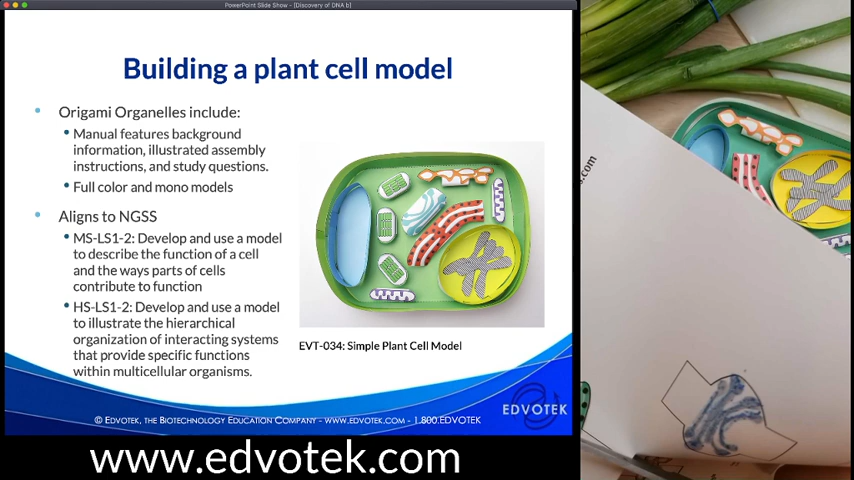 PowerPoint Slide Show - [Discovery of DNA b]
Building a plant cell model
Origami Organelles include:
Manual features background
information, illustrated assembly
instructions, and study questions.
Full color and mono models
Aligns to NGSS
MS-LS1-2: Develop and use a model
to describe the function of a cell
and the ways parts of cells
contribute to function
HS-LS1-2: Develop and use a model
to illustrate the hierarchical
organization of interacting systems
that provide specific functions
within multicellular organisms.
EVT-034: Simple Plant Cell Model
EDVOTEK
© EDVOTEK, THE BIOTECHNOLOGY EDUCATION COMPANY - WWW.EDVOTEK.COM - 1.800.EDVOTEK
www.edvotek.com
s.com